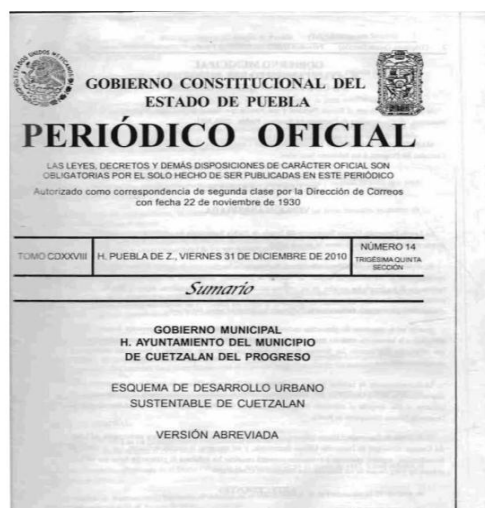 GOBIERNO CONSTITUCIONAL DEL
ESTADO DE PUEBLA
PERIÓDICO OFICIAL
LAS LEYES, DECRETOS Y DEMÁS DISPOSICIONES DE CARÁCTER OFICIAL SON
OBLIGATORIAS POR EL SOLO HECHO DE SER PUBLICADAS EN ESTE PERIÓDICO
Autorizado como correspondencia de segunda clase por la Dirección de Correos
con fecha 22 de noviembre de 1930
TOMO CDXXVIII
H. PUEBLA DE Z., VIERNES 31 DE DICIEMBRE DE 2010
NÚMERO 14
TRIGÉSIMA QUINTA
SECCIÓN
Sumario
GOBIERNO MUNICIPAL
H. AYUNTAMIENTO DEL MUNICIPIO
DE CUETZALAN DEL PROGRESO
ESQUEMA DE DESARROLLO URBANO
SUSTENTABLE DE CUETZALAN
VERSIÓN ABREVIADA